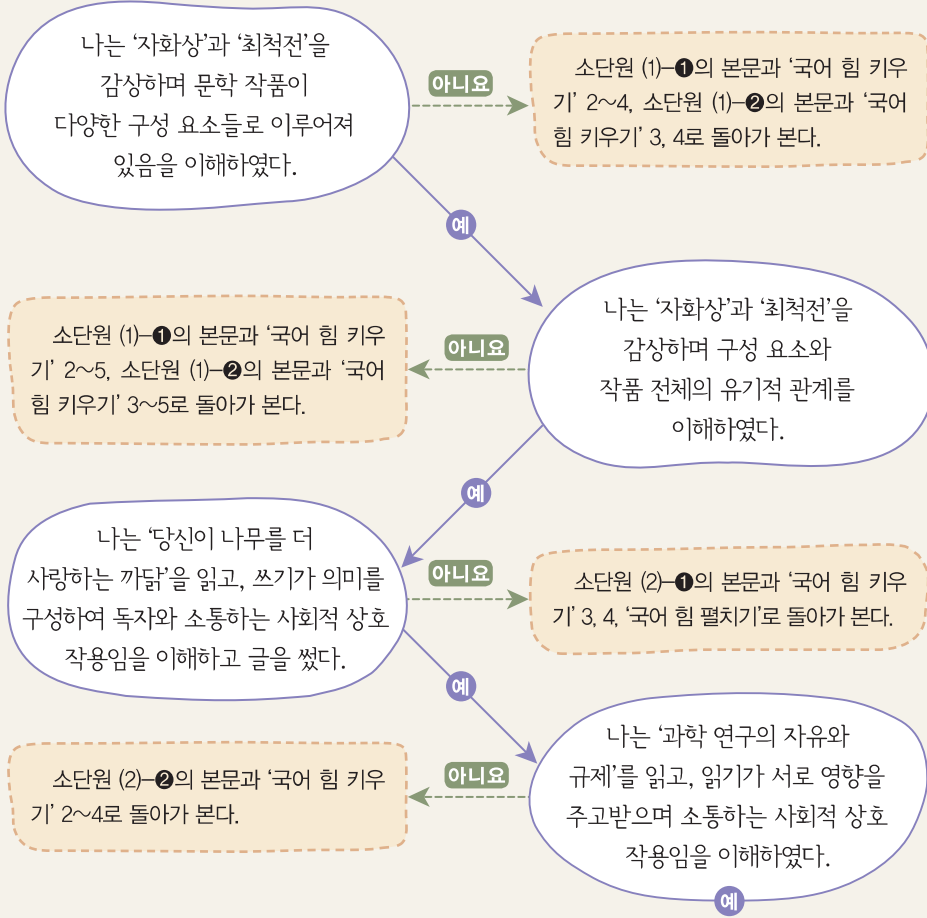 나는 ‘자화상’과 ‘최척전’을
감상하며 문학 작품이
다양한 구성 요소들로 이루어져
있음을 이해하였다.
아니요
소단원 (1)-❶의 본문과 ‘국어 힘 키우
기’ 2~4, 소단원 (1)-❷의 본문과 ‘국어
힘 키우기’ 3, 4로 돌아가 본다.
예
나는 ‘자화상’과 ‘최척전’을
감상하며 구성 요소와
작품 전체의 유기적 관계를
이해하였다.
아니요
소단원 (1)-❶의 본문과 ‘국어 힘 키우
기’ 2~5, 소단원 (1)-❷의 본문과 ‘국어
힘 키우기’ 3~5로 돌아가 본다.
예
나는 ‘당신이 나무를 더
사랑하는 까닭’을 읽고, 쓰기가 의미를
구성하여 독자와 소통하는 사회적 상호
작용임을 이해하고 글을 썼다.
아니요
소단원 (2)-❶의 본문과 ‘국어 힘 키우
기’ 3, 4, ‘국어 힘 펼치기’로 돌아가 본다.
예
나는 ‘과학 연구의 자유와
규제’를 읽고, 읽기가 서로 영향을
주고받으며 소통하는 사회적 상호
작용임을 이해하였다.
아니요
소단원 (2)-❷의 본문과 ‘국어 힘 키우
기’ 2~4로 돌아가 본다.
예